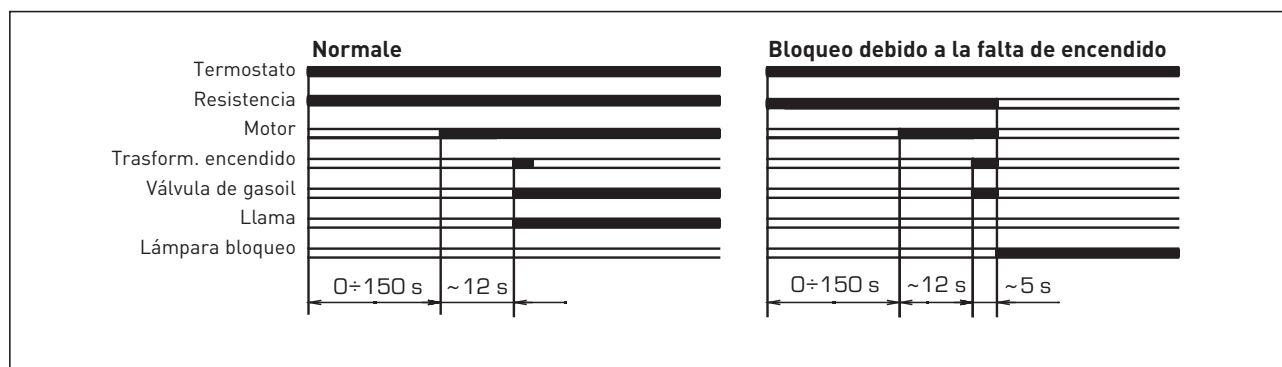 Normale
Bloqueo debido a la falta de encendido
Termostato
Resistencia
Motor
Trasform. encendido
Válvula de gasoil
Llama
Lámpara bloqueo
0÷150 s
~12 s
0÷150 s
~12 s
~5 s